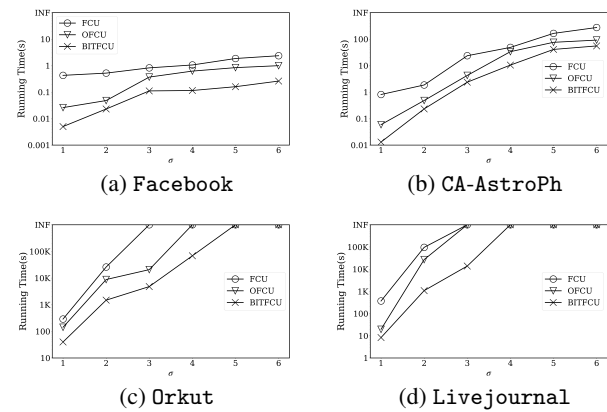 INF
100
10
1
0.1
0.01
0.001
Running Time(s)
FCU
OFCU
BITFCU
1 2 3 4 5 6
σ
(a) Facebook
INF
100
10
1
0.1
0.01
Running Time(s)
FCU
OFCU
BITFCU
1 2 3 4 5 6
σ
(b) CA-AstroPh
INF
100K
10K
1K
100
10
1
Running Time(s)
FCU
OFCU
BITFCU
1 2 3 4 5 6
σ
(c) Orkut
INF
100K
10K
1K
100
10
1
Running Time(s)
FCU
OFCU
BITFCU
1 2 3 4 5 6
σ
(d) Livejournal